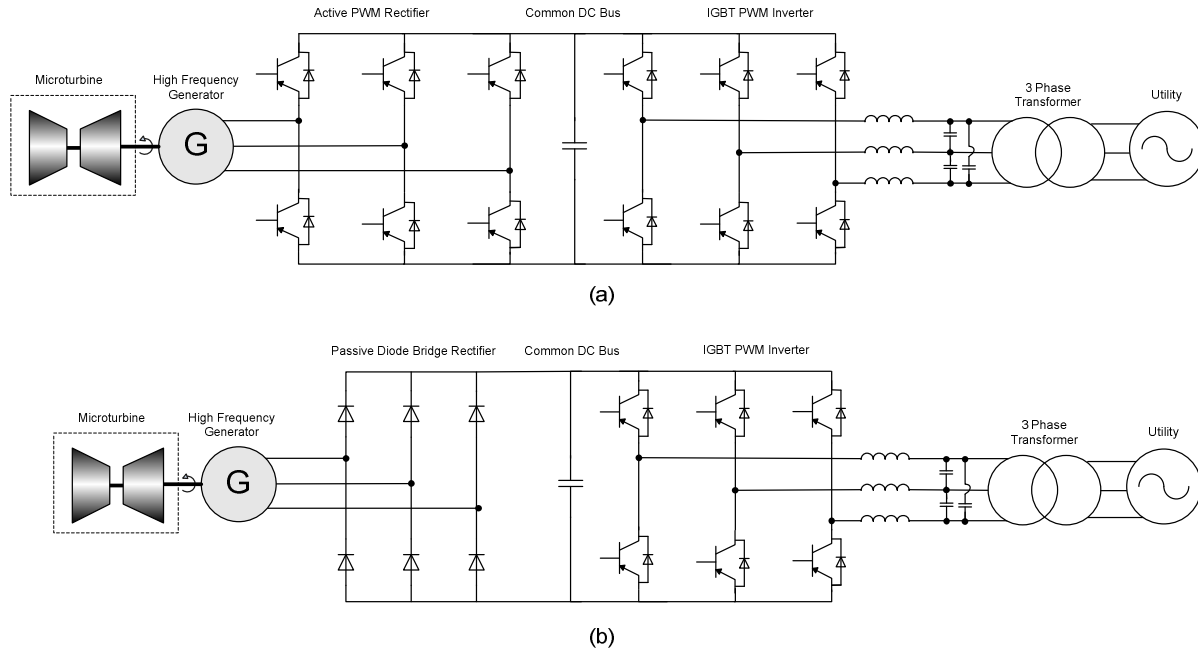 Active PWM Rectifier
Common DC Bus
IGBT PWM Inverter
Microturbine
High Frequency
Generator
G
3 Phase
Transformer
Utility
(a)
Passive Diode Bridge Rectifier
Common DC Bus
IGBT PWM Inverter
Microturbine
High Frequency
Generator
G
3 Phase
Transformer
Utility
(b)